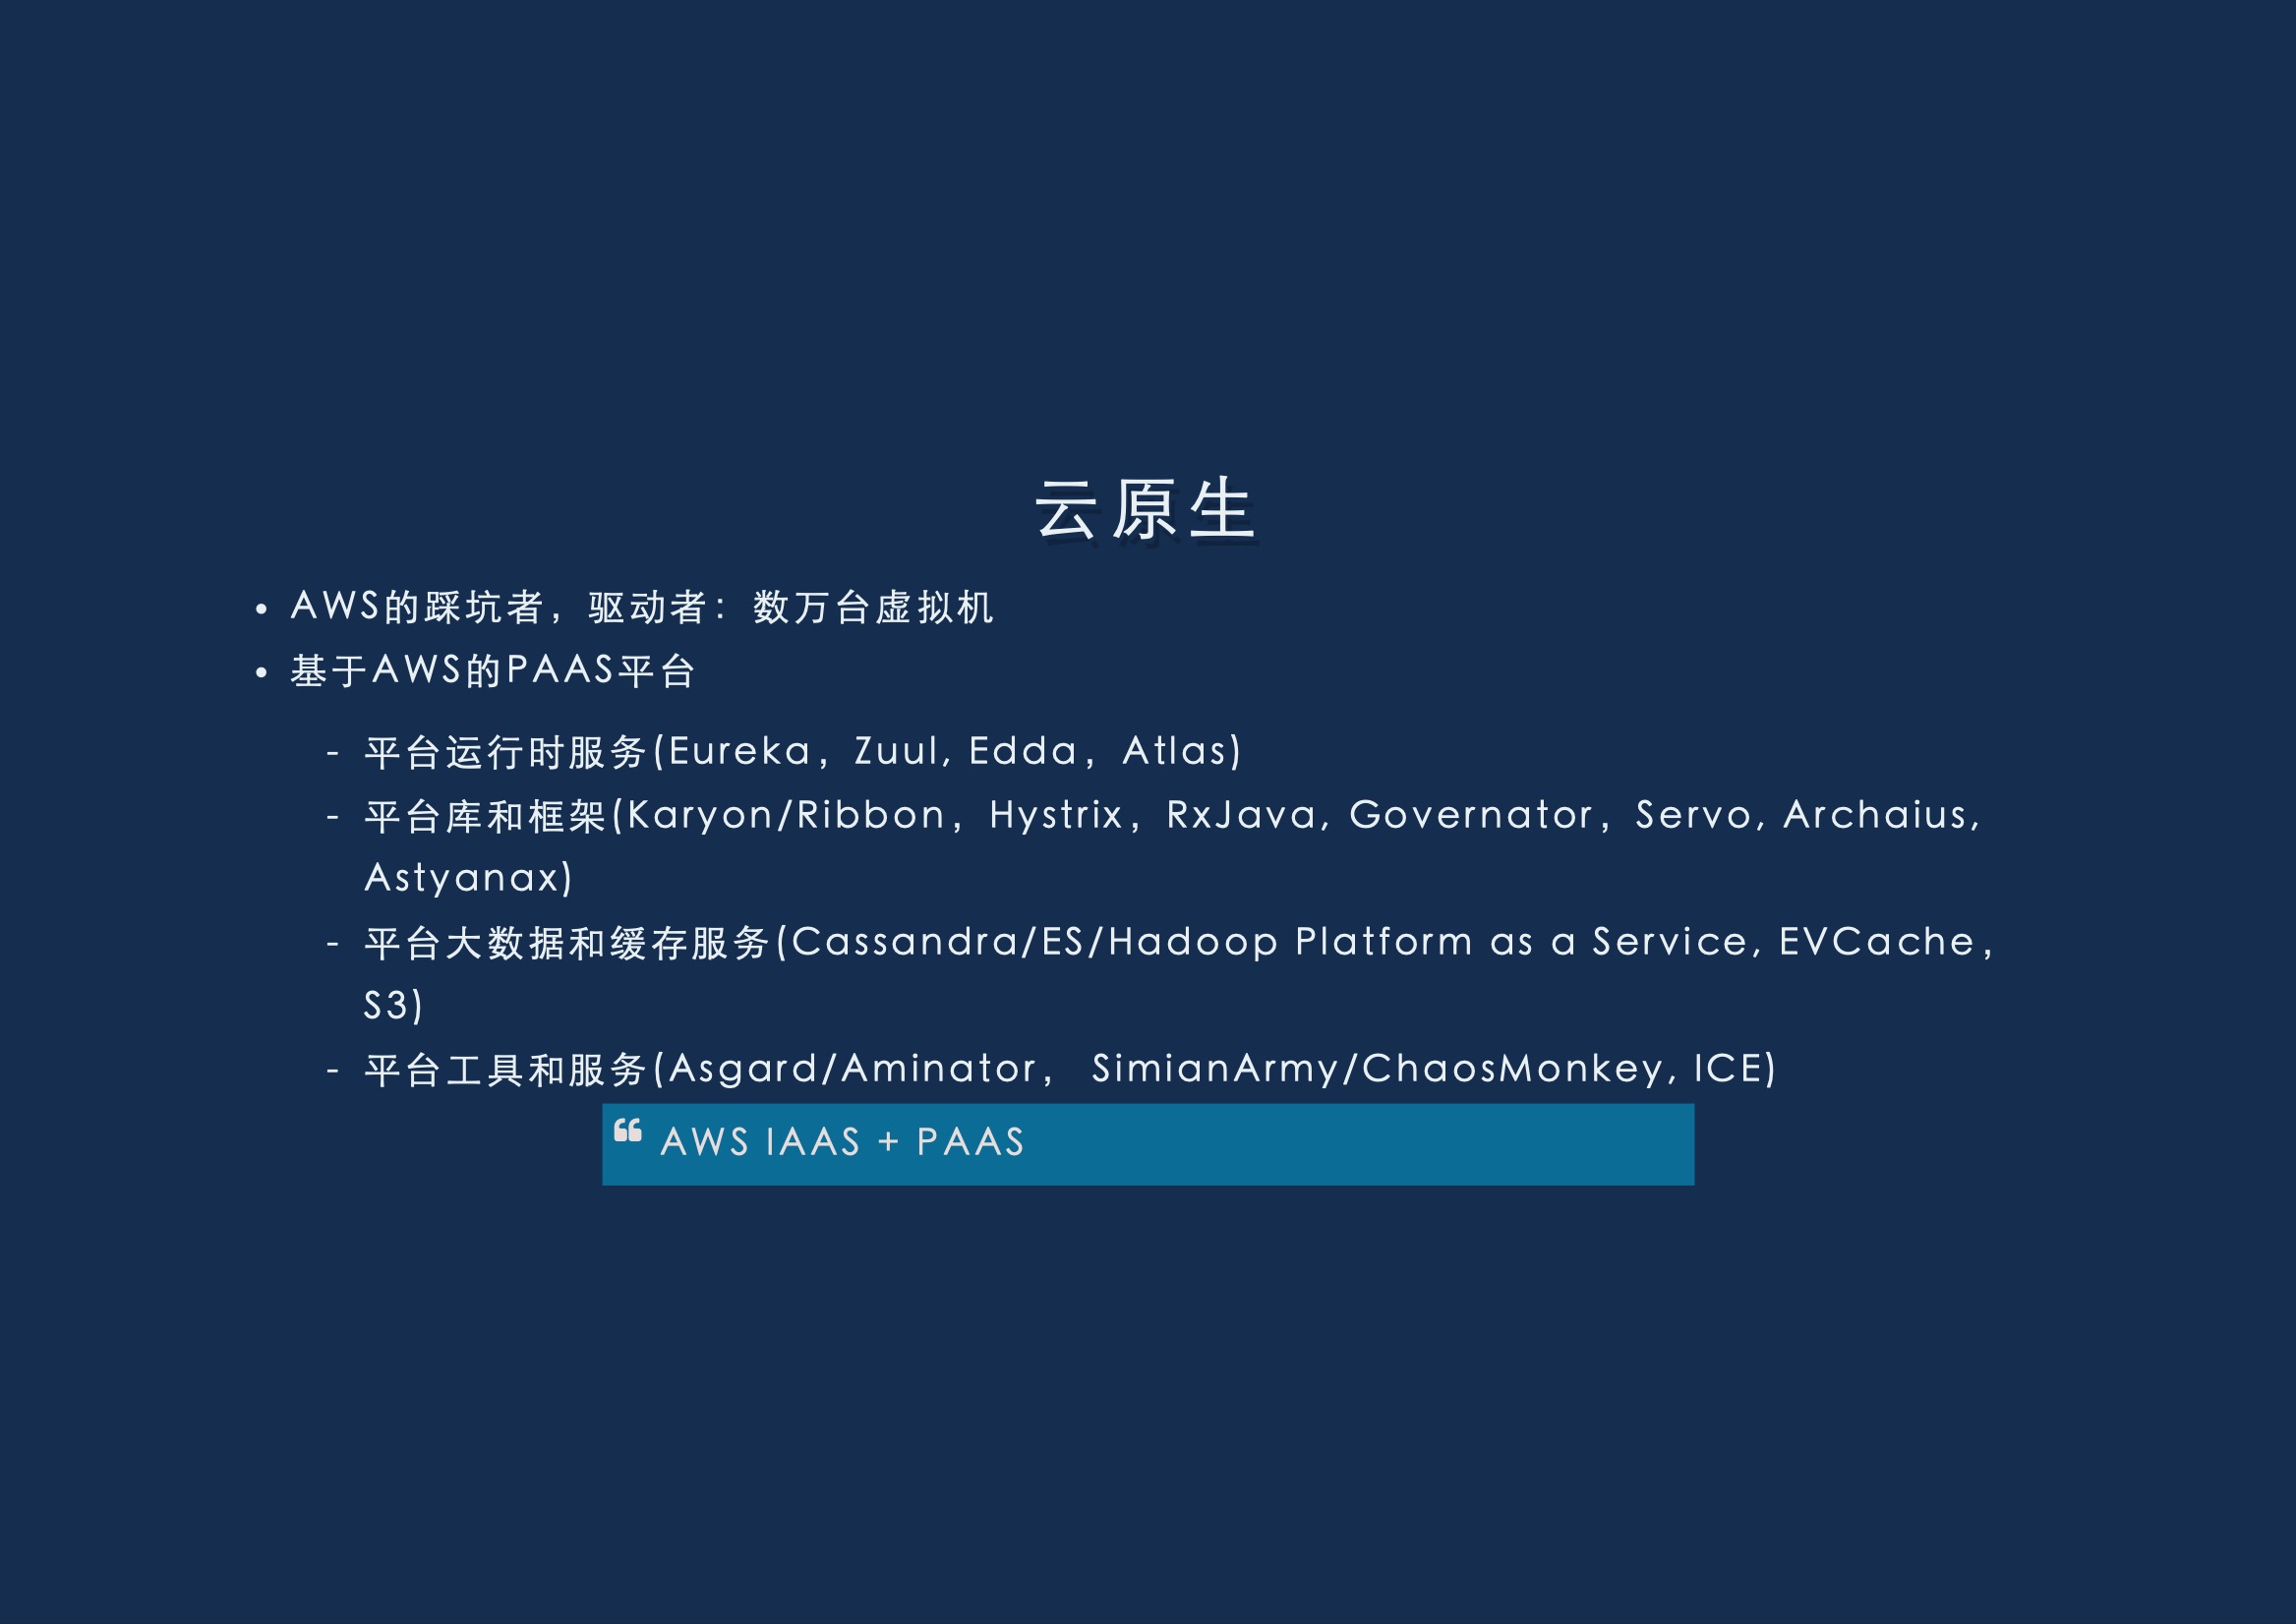 云原生
• AWS的踩坑者，驱动者：数万台虚拟机
• 基于AWS的PAAS平台
- 平台运行时服务(Eureka，Zuul, Edda，Atlas)
- 平台库和框架(Karyon/Ribbon，Hystrix，RxJava, Governator，Servo, Archaius,
Astyanax)
- 平台大数据和缓存服务(Cassandra/ES/Hadoop Platform as a Service, EVCache，
S3)
- 平台工具和服务(Asgard/Aminator， SimianArmy/ChaosMonkey, ICE)
“ AWS IAAS + PAAS